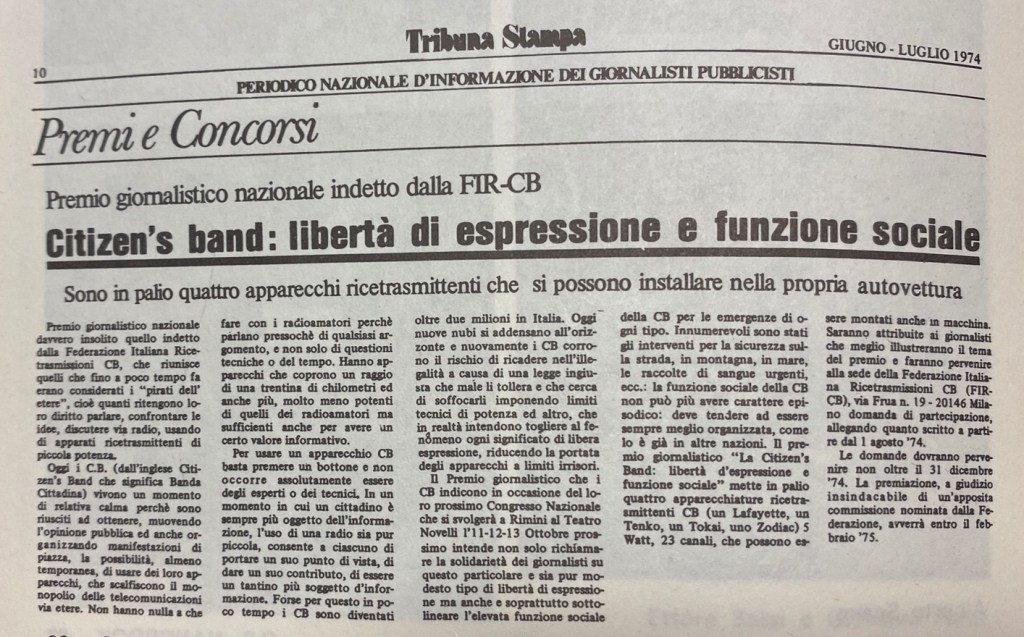 Tribuna Stampa
GIUGNO - LUGLIO 1974
10
PERIODICO NAZIONALE D'INFORMAZIONE DEI GIORNALISTI PUBBLICISTI
Premi e Concorsi
Premio giornalistico nazionale indetto dalla FIR-CB
Citizen's band: libertà di espressione e funzione sociale
Sono in palio quattro apparecchi ricetrasmittenti che si possono installare nella propria autovettura
Premio giornalistico nazionale
davvero insolito quello indetto
dalla Federazione Italiana Rice-
trasmissioni CB, che riunisce
quelli che fino a poco tempo fa
erano considerati i "pirati dell'
etere", cioè quanti ritengono lo-
ro diritto parlare, confrontare le
idee, discutere via radio, usando
di apparati ricetrasmittenti di
piccola potenza.
Oggi i C.B. (dall'inglese Citi-
zen's Band che significa Banda
Cittadina) vivono un momento
di relativa calma perchè sono
riusciti ad ottenere, muovendo
l'opinione pubblica ed anche or-
ganizzando manifestazioni di
piazza, la possibilità, almeno
temporanea, di usare dei loro ap-
parecchi, che scalfiscono il mo-
nopolio delle telecomunicazioni
via etere. Non hanno nulla a che
fare con i radioamatori perchè
parlano pressochè di qualsiasi ar-
gomento, e non solo di questioni
tecniche o del tempo. Hanno ap-
parecchi che coprono un raggio
di una trentina di chilometri ed
anche più, molto meno potenti
di quelli dei radioamatori ma
sufficienti anche per avere un
certo valore informativo.
Per usare un apparecchio CB
basta premere un bottone e non
occorre assolutamente essere
degli esperti o dei tecnici. In un
momento in cui un cittadino è
sempre più oggetto dell'informa-
zione, l'uso di una radio sia pur
piccola, consente a ciascuno di
portare un suo punto di vista, di
dare un suo contributo, di essere
un tantino più soggetto d'infor-
mazione. Forse per questo in po-
co tempo i CB sono diventati
oltre due milioni in Italia. Oggi
nuove nubi si addensano all'oriz-
zonte e nuovamente i CB corro-
no il rischio di ricadere nell'ille-
galità a causa di una legge ingiu-
sta che male li tollera e che cerca
di soffocarli imponendo limiti
tecnici di potenza ed altro, che
in realtà intendono togliere al fe-
nômeno ogni significato di libera
espressione, riducendo la portata
degli apparecchi a limiti irrisori.
Il Premio giornalistico che i
CB indicono in occasione del lo-
ro prossimo Congresso Nazionale
che si svolgerà a Rimini al Teatro
Novelli l'11-12-13 Ottobre pros-
simo intende non solo richiama-
re la solidarietà dei giornalisti su
questo particolare e sia pur mo-
desto tipo di libertà di espressio-
ne ma anche e soprattutto sotto-
lineare l'elevata funzione sociale
della CB per le emergenze di o-
gni tipo. Innumerevoli sono stati
gli interventi per la sicurezza sul-
la strada, in montagna, in mare,
le raccolte di sangue urgenti,
ecc.: la funzione sociale della CB
non può più avere carattere epi-
sodico: deve tendere ad essere
sempre meglio organizzata, come
lo è già in altre nazioni. Il pre-
mio giornalistico "La Citizen's
Band: libertà d'espressione e
funzione sociale" mette in palio
quattro apparecchiature ricetra-
smittenti CB (un Lafayette, un
Tenko, un Tokai, uno Zodiac) 5
Watt, 23 canali, che possono es-
sere montati anche in macchina.
Saranno attribuite ai giornalisti
che meglio illustreranno il tema
del premio e faranno pervenire
alla sede della Federazione Italia-
na Ricetrasmissioni CB (FIR-
CB), via Frua n. 19 - 20146 Mila-
no domanda di partecipazione,
allegando quanto scritto a parti-
re dal 1 agosto '74.
Le domande dovranno perve-
nire non oltre il 31 dicembre
'74. La premiazione, a giudizio
insindacabile di un'apposita
commissione nominata dalla Fe-
derazione, avverrà entro il feb-
braio '75.